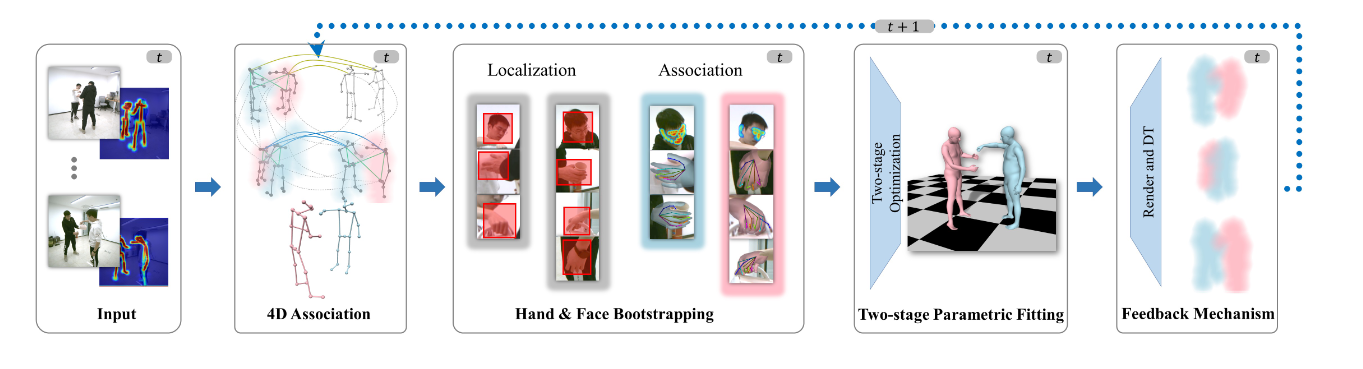 t + 1
t
t
t
t
t
Localization
Association
Two-stage
Optimization
Render and DT
Input
4D Association
Hand & Face Bootstrapping
Two-stage Parametric Fitting
Feedback Mechanism